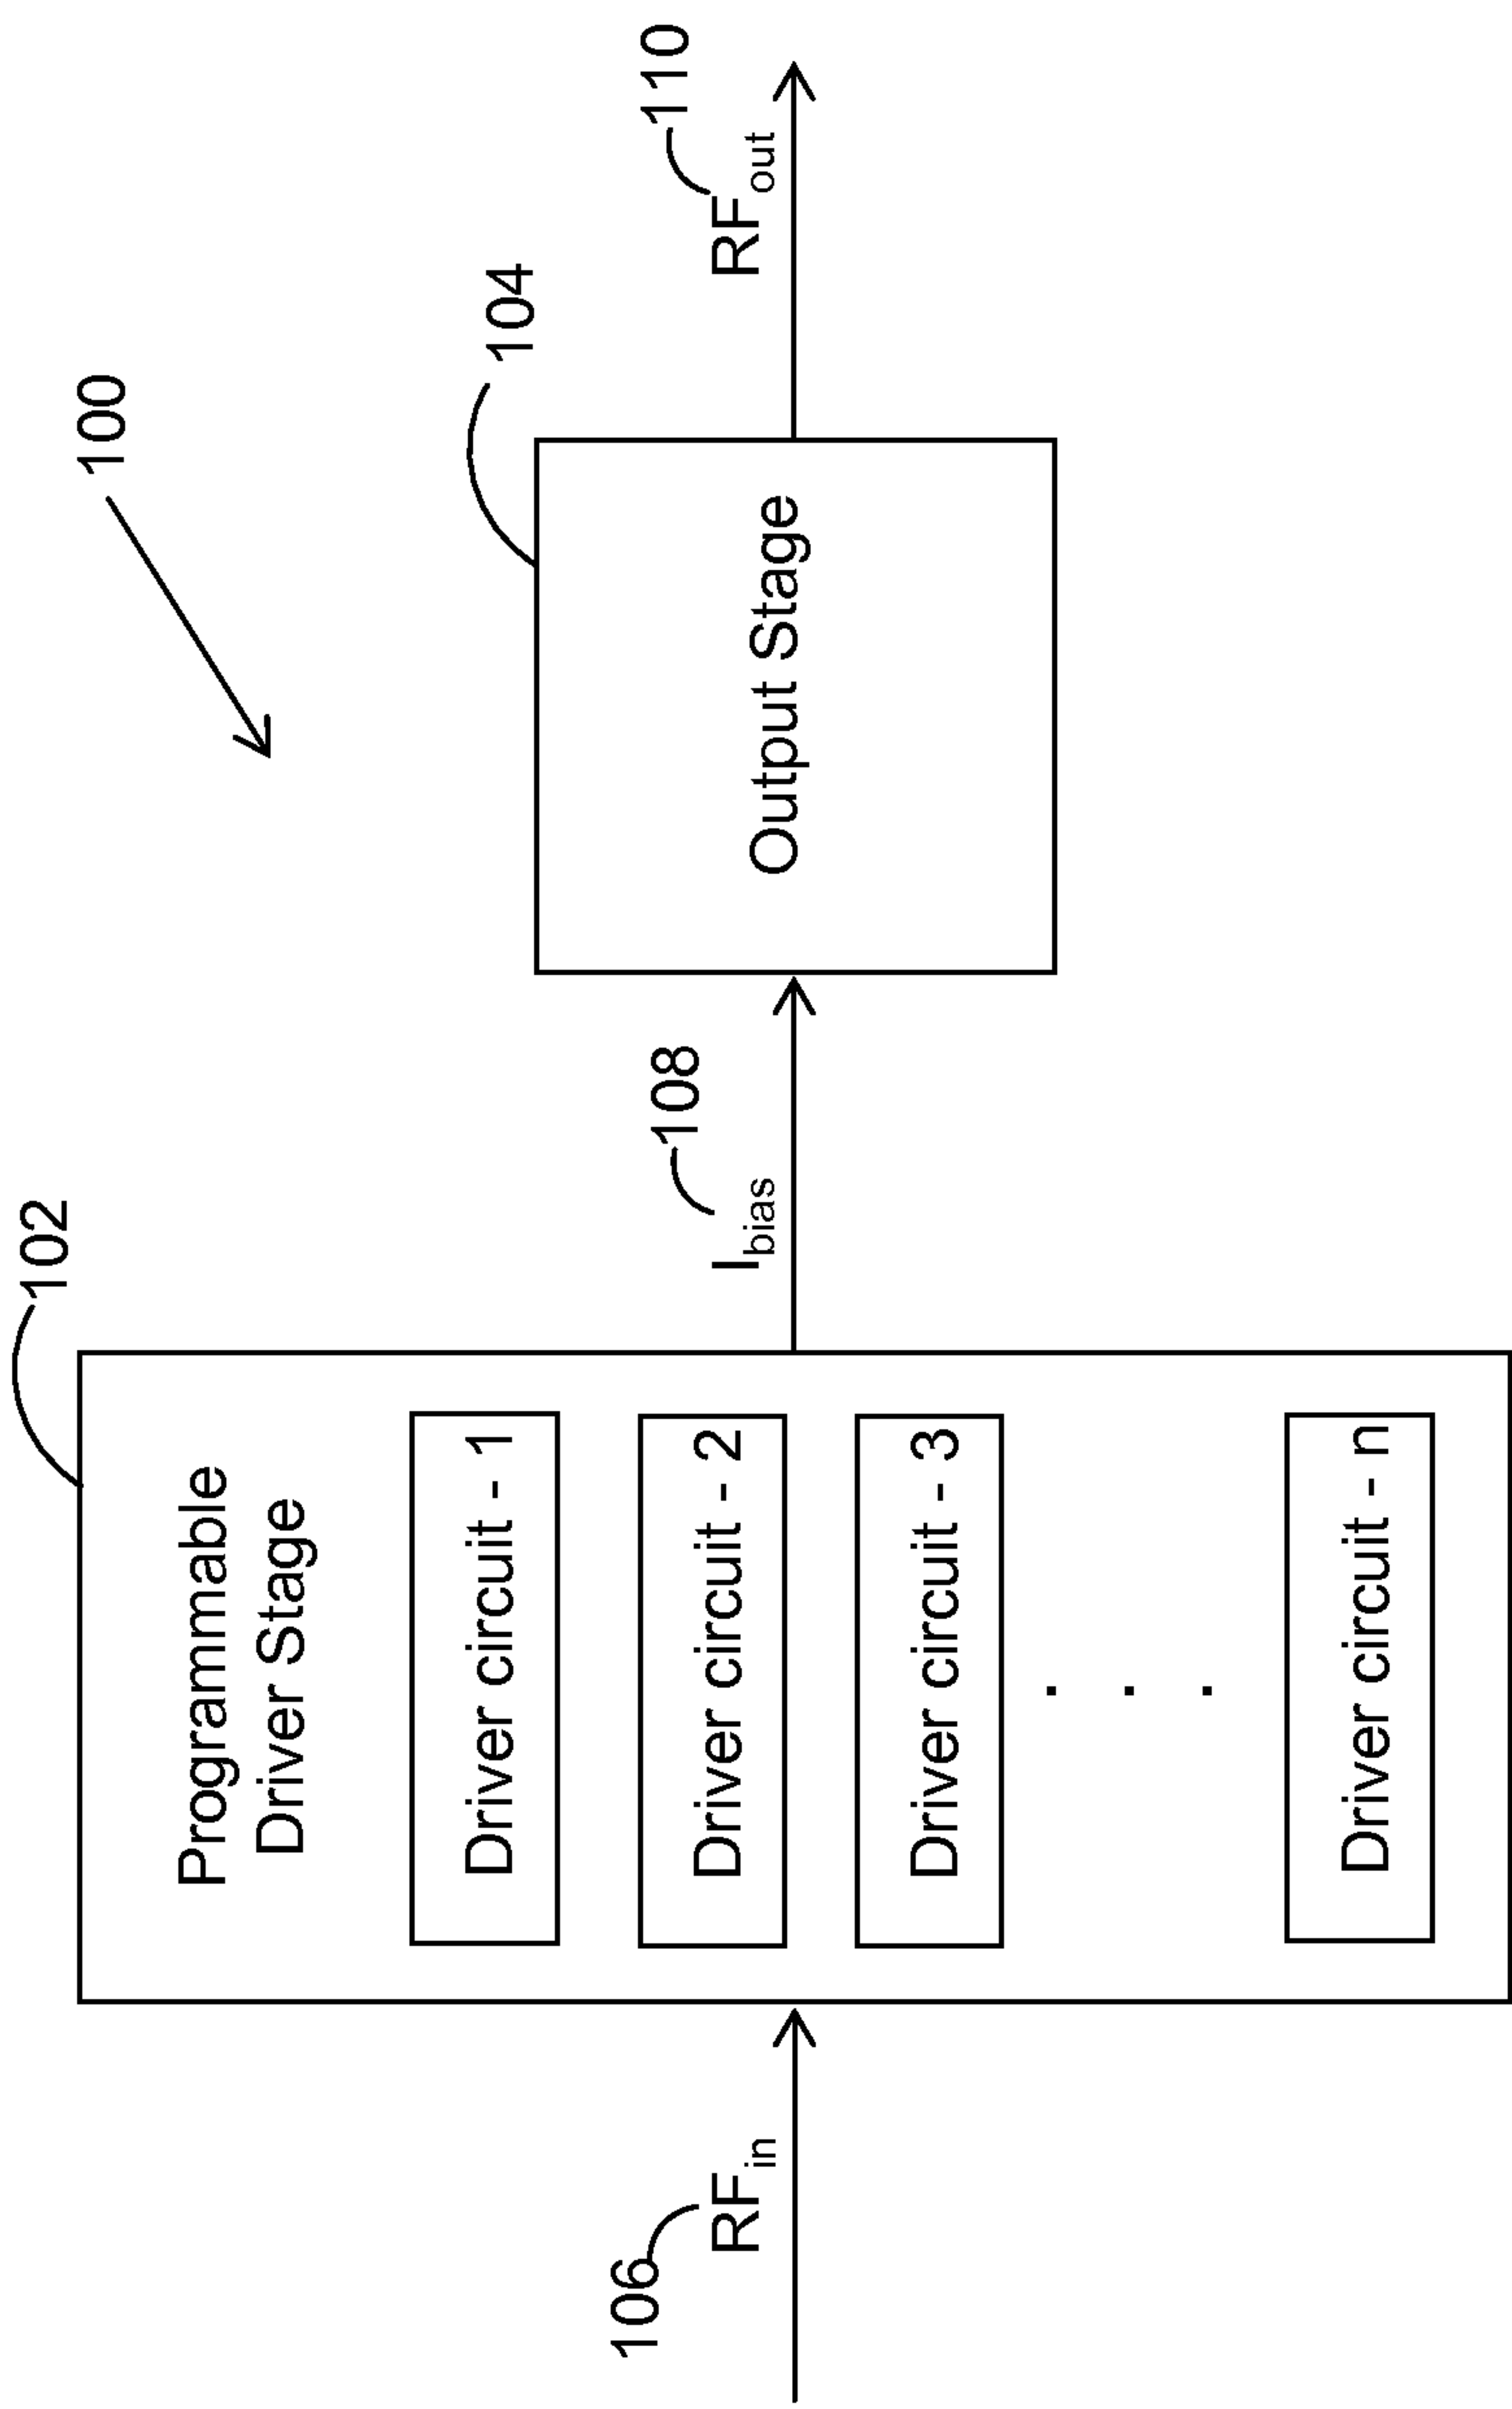 100
102
Programmable
Driver Stage
Driver circuit - 1
Driver circuit - 2
Driver circuit - 3
. . .
Driver circuit - n
106
RFin
108
Ibias
104
Output Stage
110
RFout